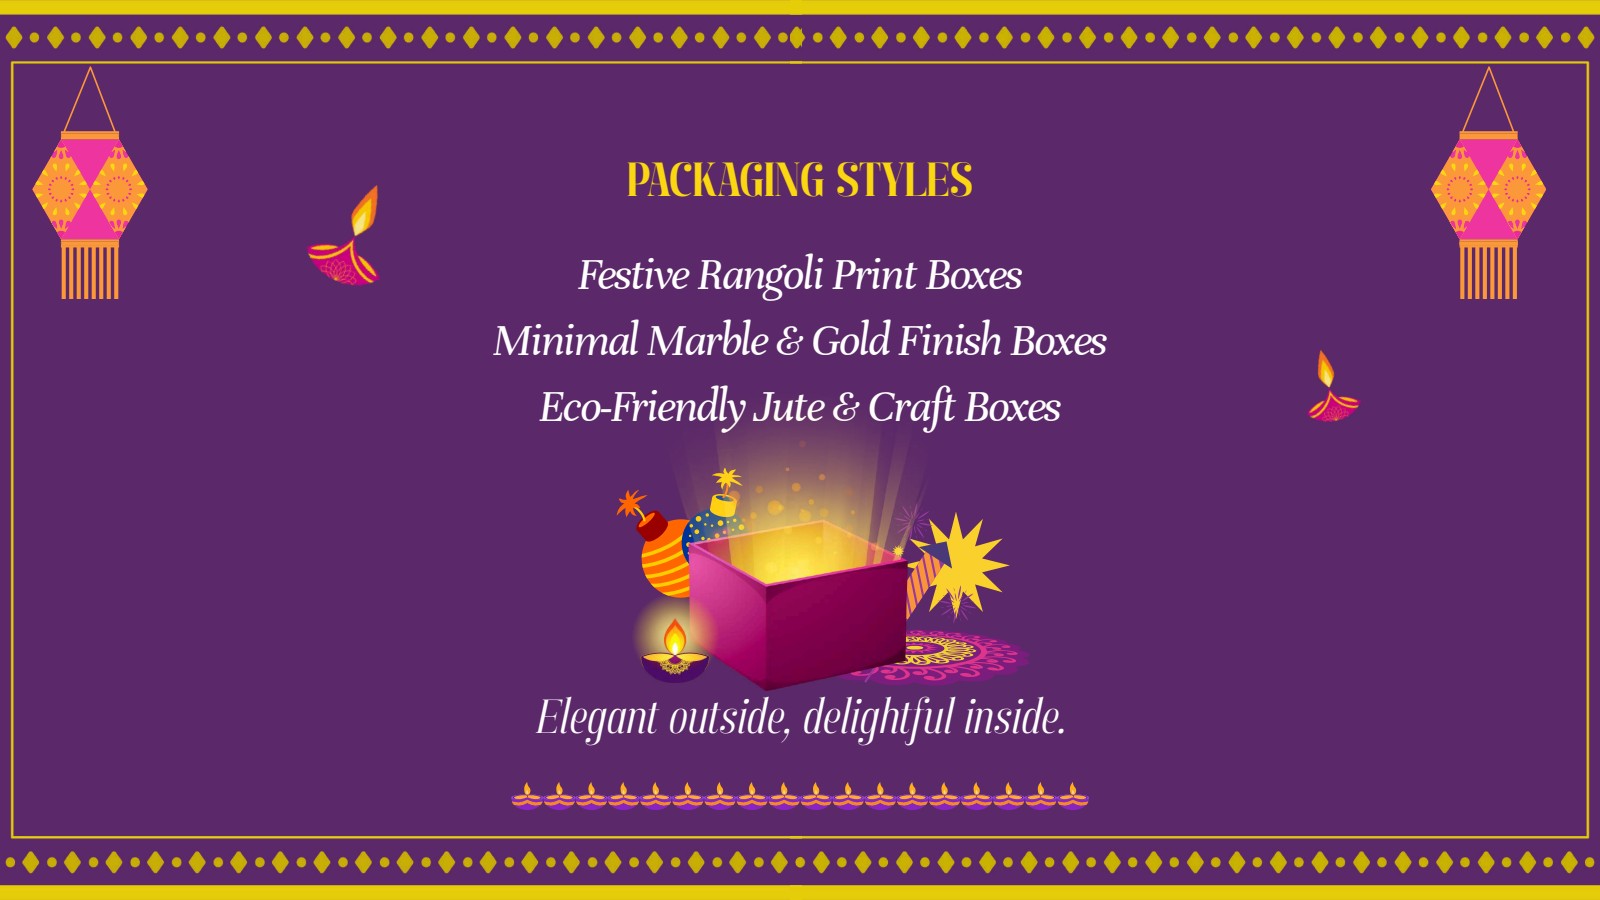 PACKAGING STYLES
Festive Rangoli Print Boxes
Minimal Marble & Gold Finish Boxes
Eco-Friendly Jute & Craft Boxes
Elegant outside, delightful inside.